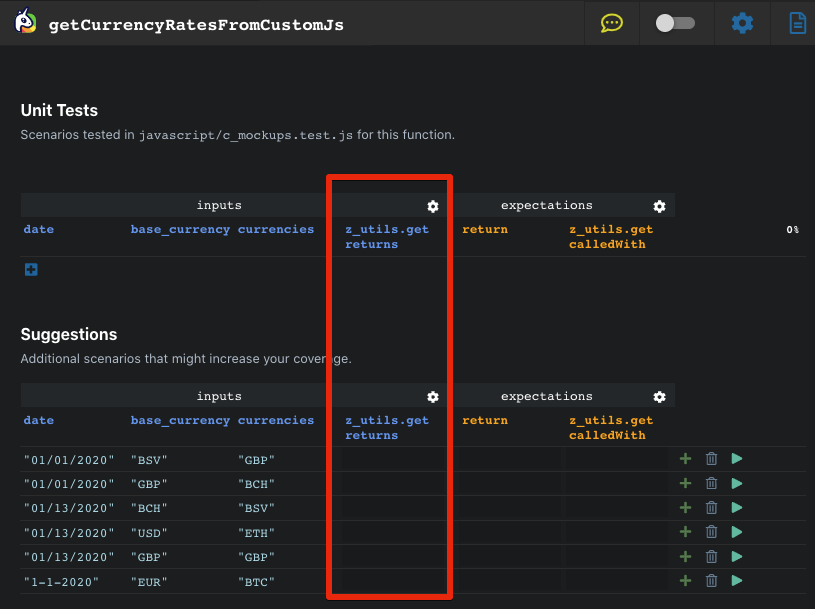 getCurrencyRatesFromCustomJs
Unit Tests
Scenarios tested in javascript/c_mockups.test.js for this function.
inputs expectations
date base_currency currencies z_utils.get returns return z_utils.get calledWith 0%
Suggestions
Additional scenarios that might increase your coverage.
inputs expectations
date base_currency currencies z_utils.get returns return z_utils.get calledWith
"01/01/2020" "BSV" "GBP"
"01/01/2020" "GBP" "BCH"
"01/13/2020" "BCH" "BSV"
"01/13/2020" "USD" "ETH"
"01/13/2020" "GBP" "GBP"
"1-1-2020" "EUR" "BTC"